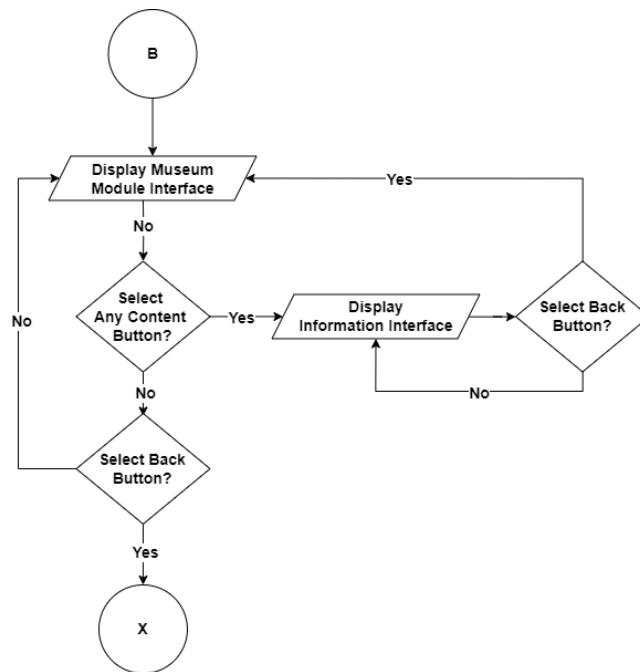 B
Display Museum
Module Interface
Yes
No
Select
Any Content
Button?
Yes
Display
Information Interface
Select Back
Button?
No
No
No
Select Back
Button?
Yes
X